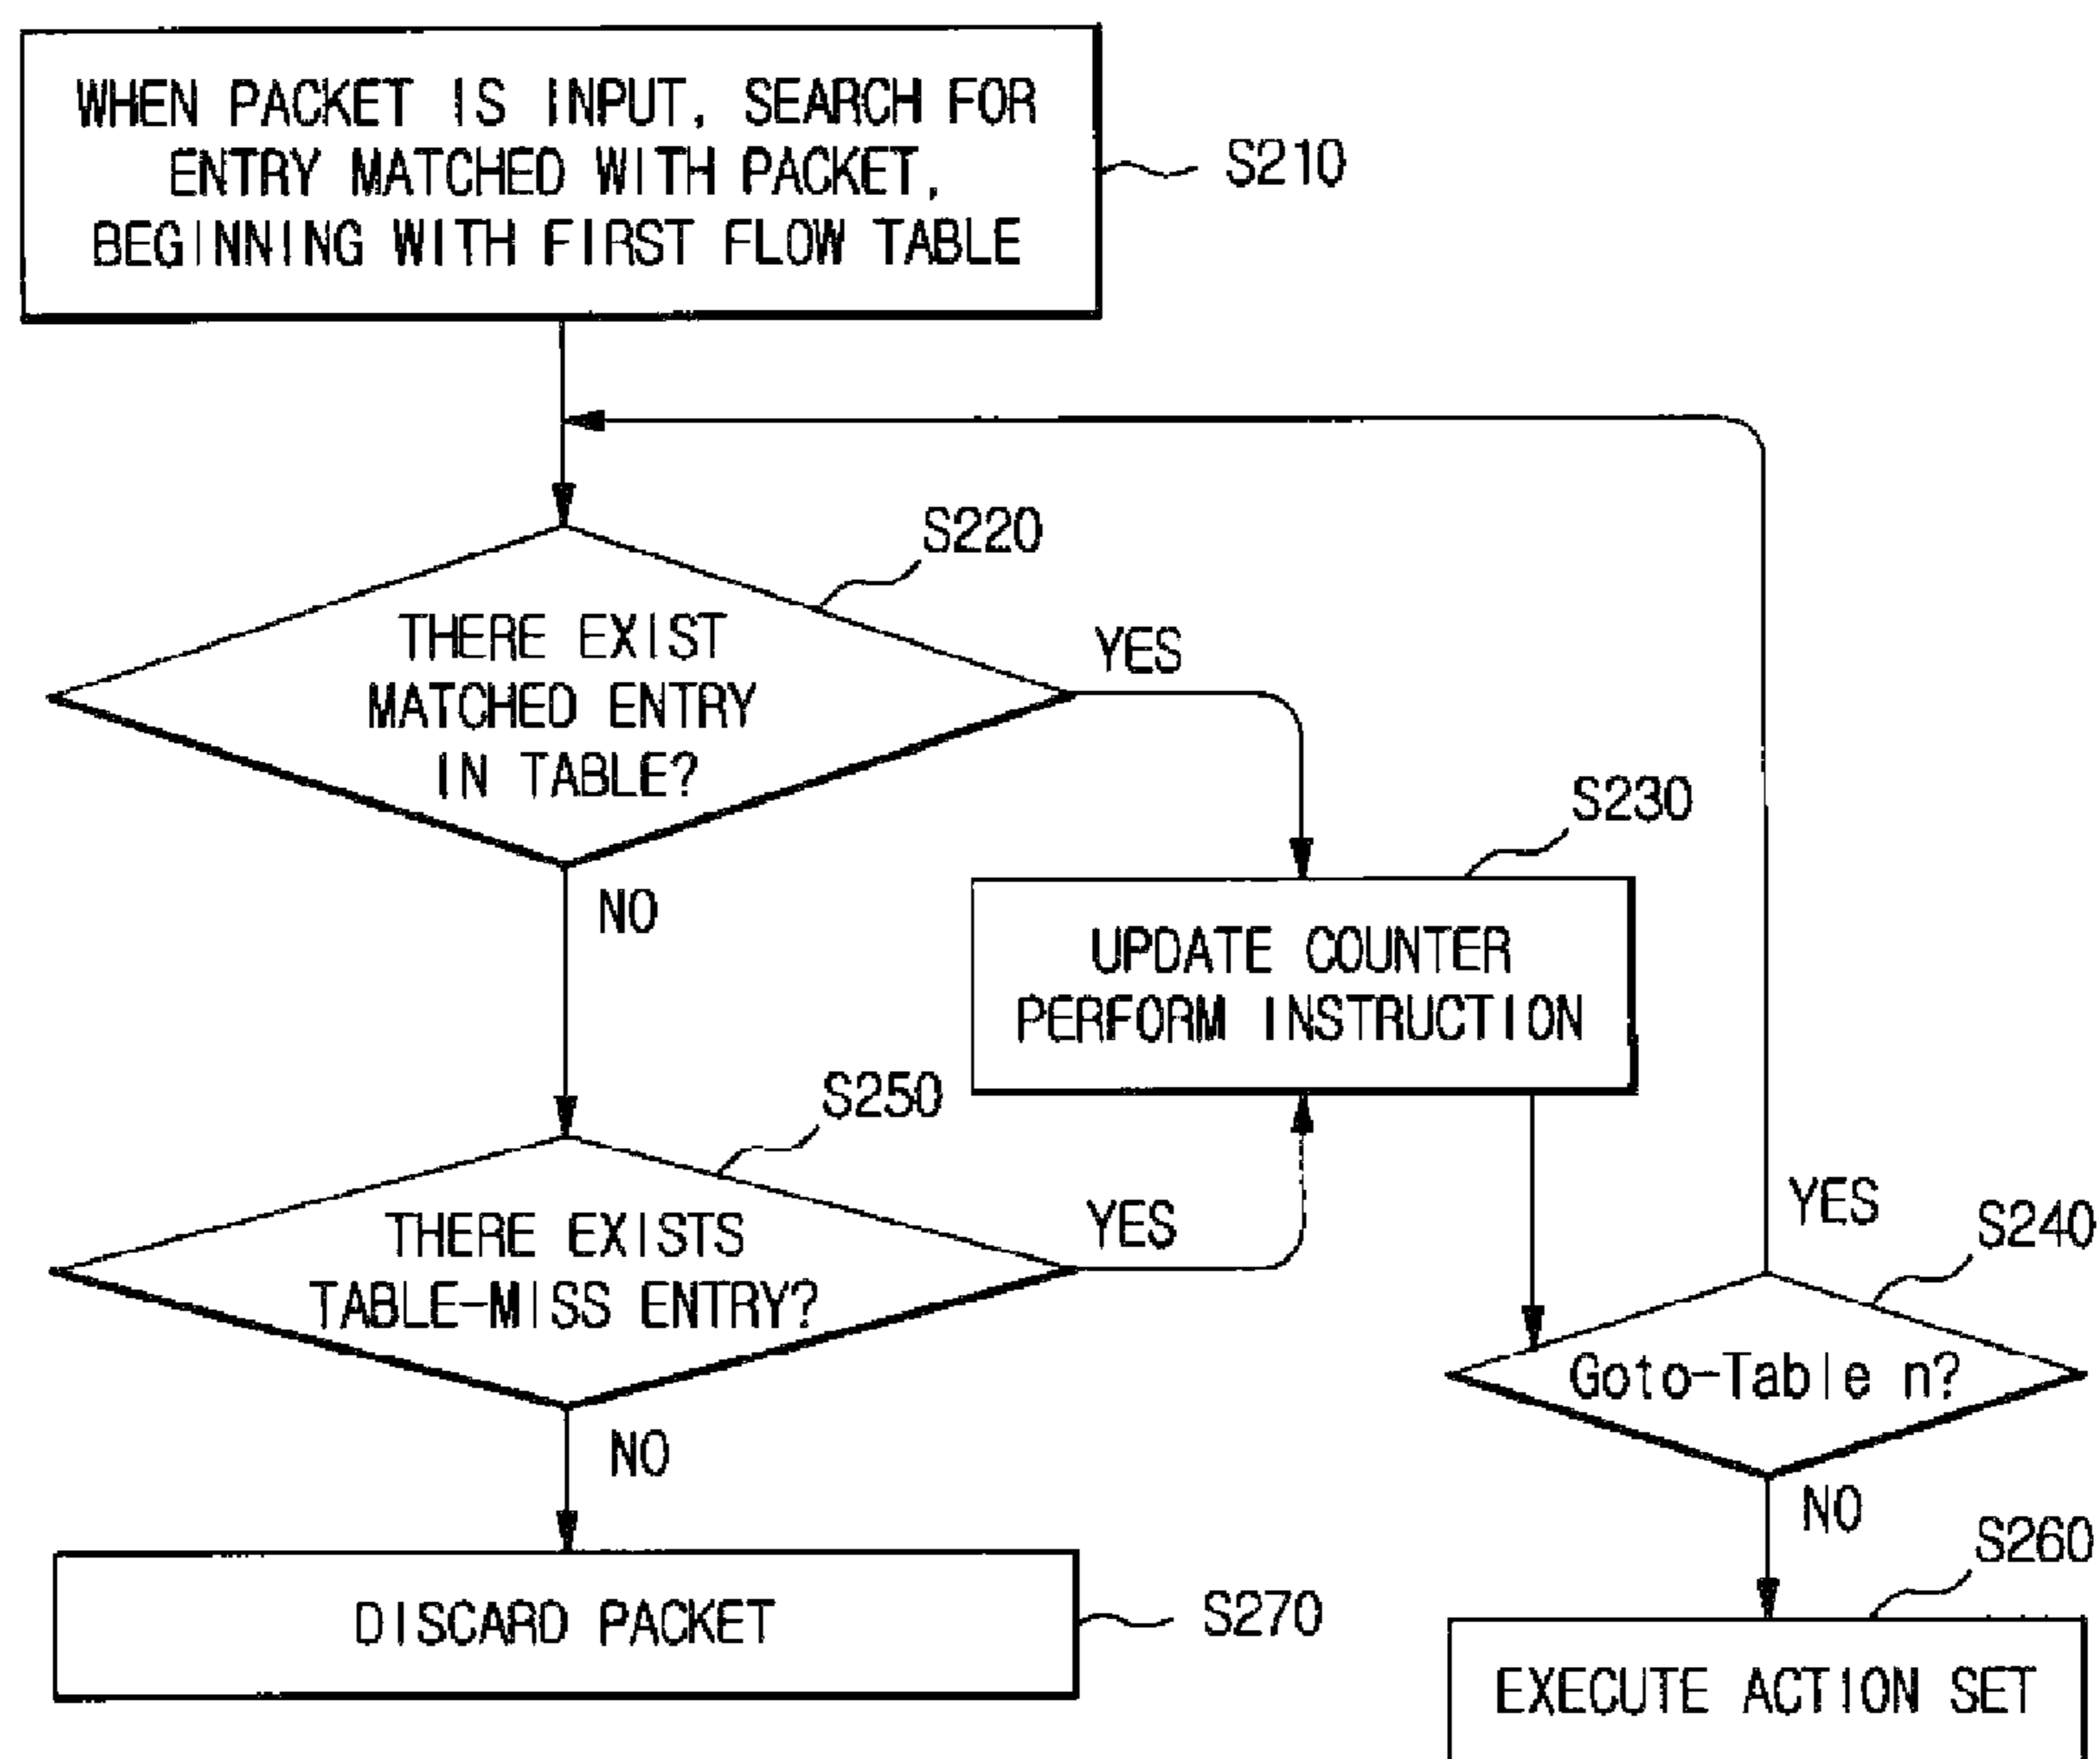 WHEN PACKET IS INPUT, SEARCH FOR
ENTRY MATCHED WITH PACKET,
BEGINNING WITH FIRST FLOW TABLE
S210
S220
THERE EXIST
MATCHED ENTRY
IN TABLE?
YES
NO
S230
UPDATE COUNTER
PERFORM INSTRUCTION
S250
THERE EXISTS
TABLE-MISS ENTRY?
YES
NO
YES
S240
Goto-Table n?
NO
S260
EXECUTE ACTION SET
DISCARD PACKET
S270